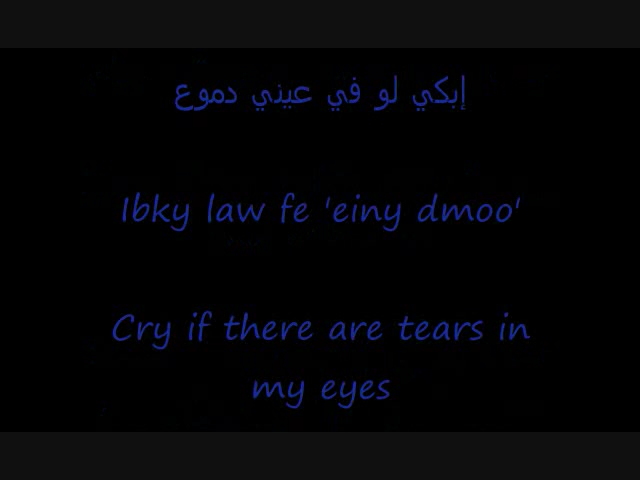 إبكي لو في عيني دموع
Ibky law fe 'einy dmoo'
Cry if there are tears in
my eyes